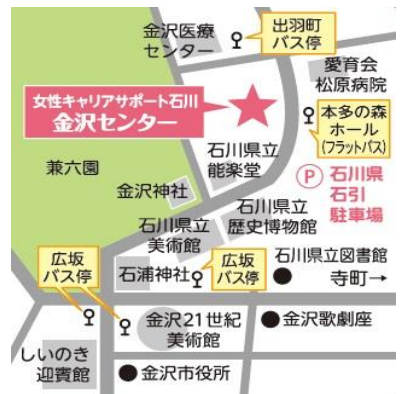 金沢医療
センター
出羽町
バス停
愛育会
松原病院
女性キャリアサポート石川
金沢センター
本多の森
ホール
(フラットバス)
兼六園
石川県立
能楽堂
P
石川県
石引
駐車場
金沢神社
石川県立
美術館
石川県立
歴史博物館
広坂
バス停
石浦神社
広坂
バス停
石川県立図書館
寺町→
金沢21世紀
美術館
金沢歌劇座
しいのき
迎賓館
金沢市役所